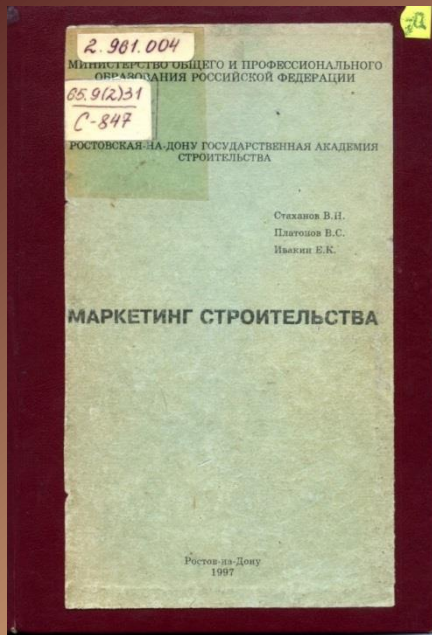 2.961.004
МИНИСТЕРСТВО ОБЩЕГО И ПРОФЕССИОНАЛЬНОГО
ОБРАЗОВАНИЯ РОССИЙСКОЙ ФЕДЕРАЦИИ
65.9(2)31
С-847
РОСТОВСКАЯ-НА-ДОНУ ГОСУДАРСТВЕННАЯ АКАДЕМИЯ
СТРОИТЕЛЬСТВА
Стаханов В.Н.
Платонов В.С.
Ивакин Е.К.
МАРКЕТИНГ СТРОИТЕЛЬСТВА
Ростов-на-Дону
1997